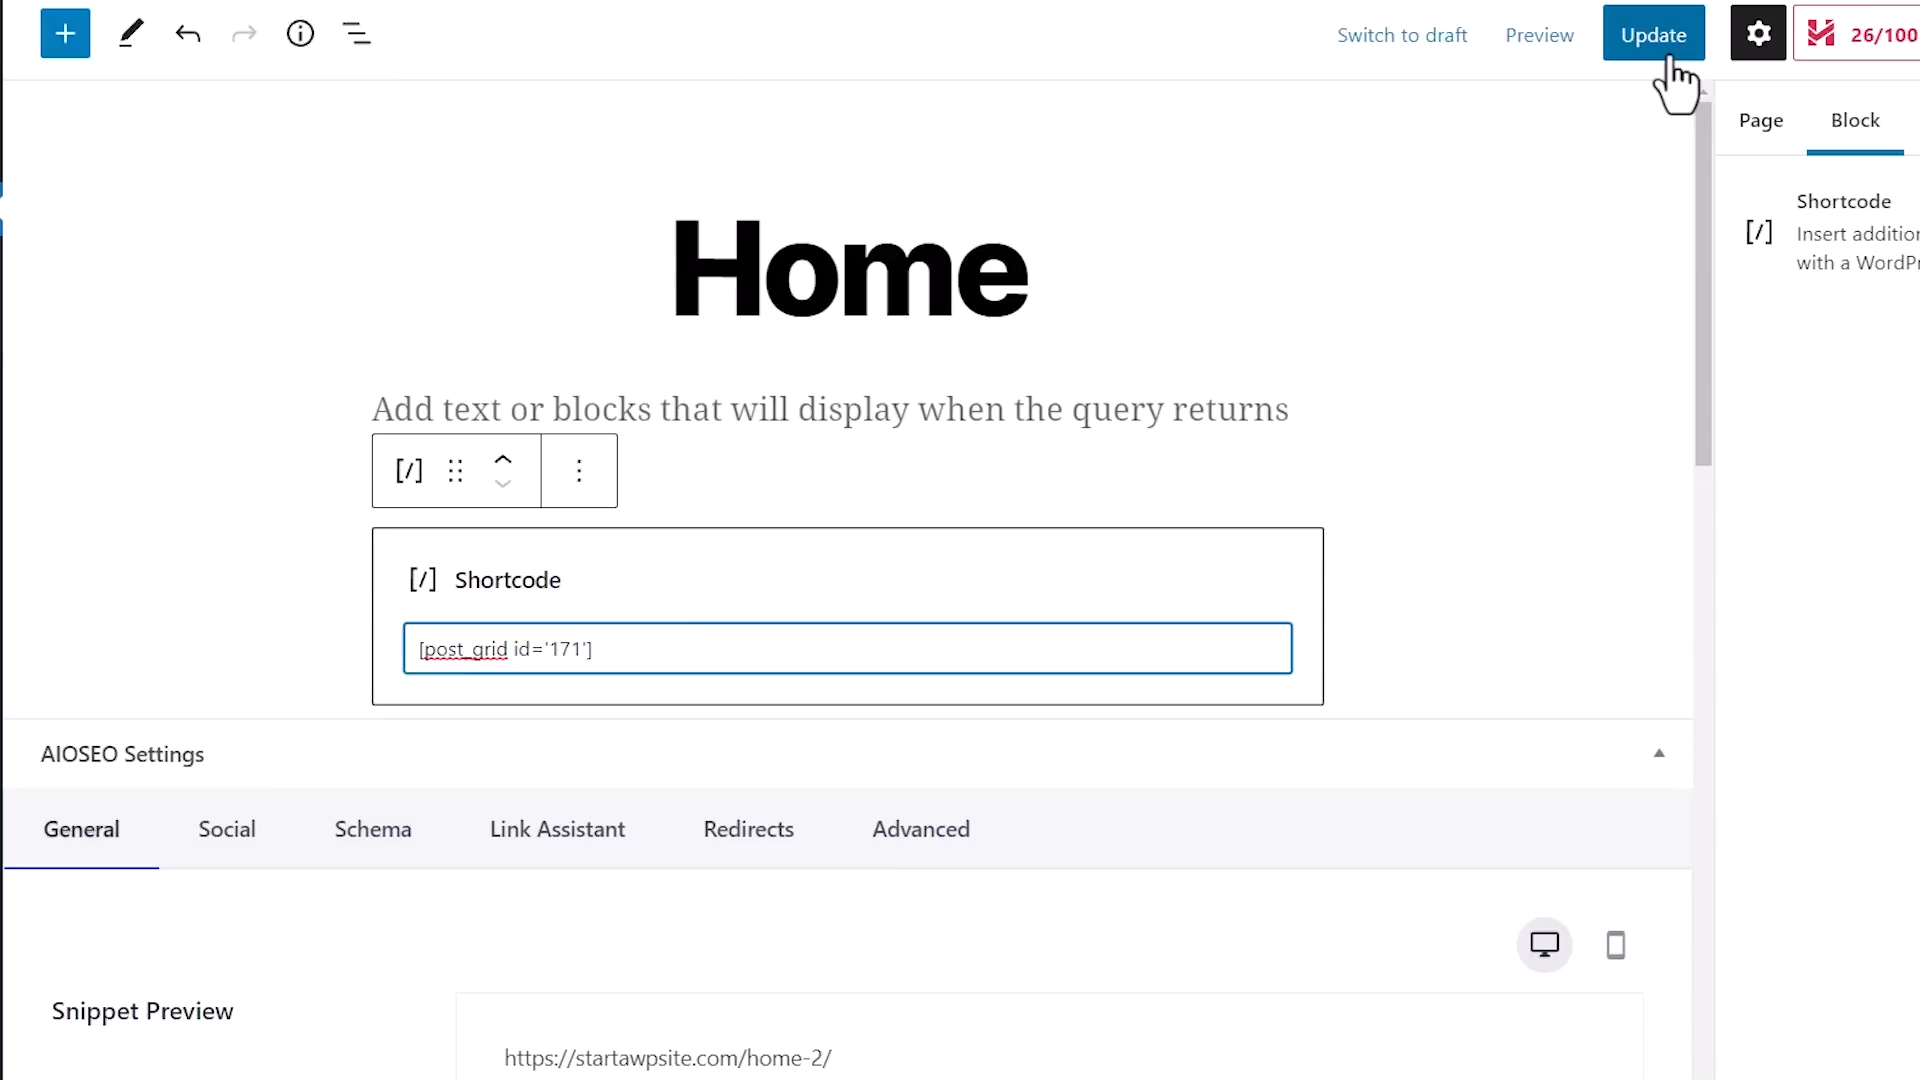 Switch to draft
Preview
Update
26/100
Page
Block
Home
Shortcode
Insert addition
with a WordPr
Add text or blocks that will display when the query returns
[/] Shortcode
[post_grid id='171']
AIOSEO Settings
General
Social
Schema
Link Assistant
Redirects
Advanced
Snippet Preview
https://startawpsite.com/home-2/